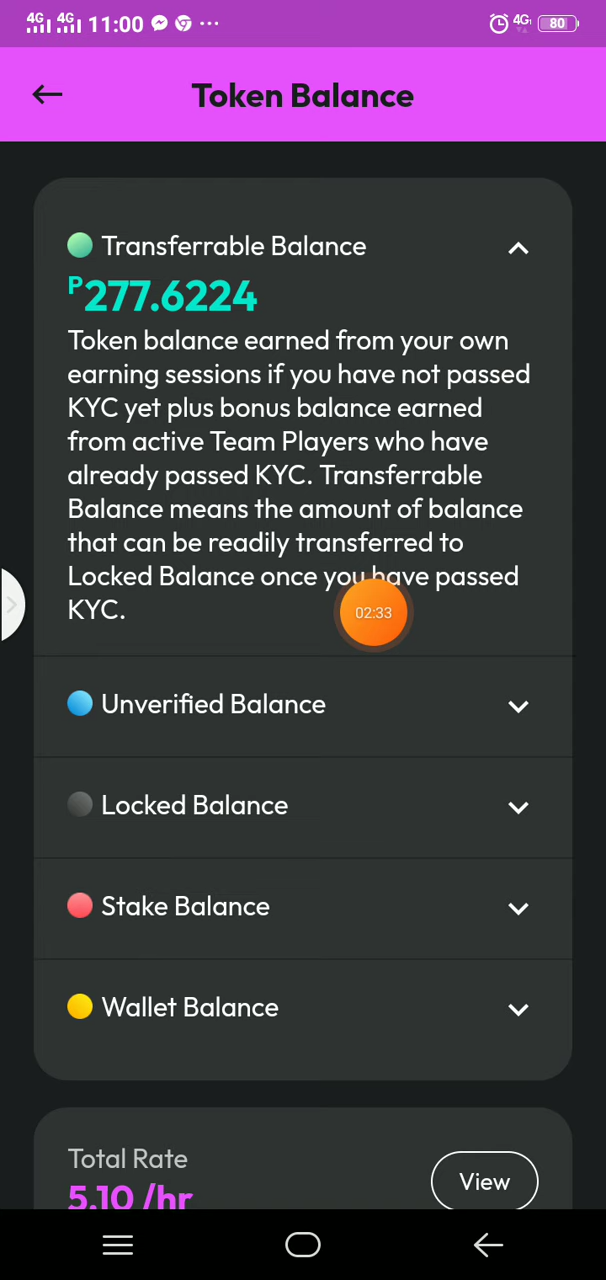 4G 4G 11:00 ... 4G 80
Token Balance
Transferrable Balance
P277.6224
Token balance earned from your own
earning sessions if you have not passed
KYC yet plus bonus balance earned
from active Team Players who have
already passed KYC. Transferrable
Balance means the amount of balance
that can be readily transferred to
Locked Balance once you have passed
KYC.
02:33
Unverified Balance
Locked Balance
Stake Balance
Wallet Balance
Total Rate
5.10 /hr
View